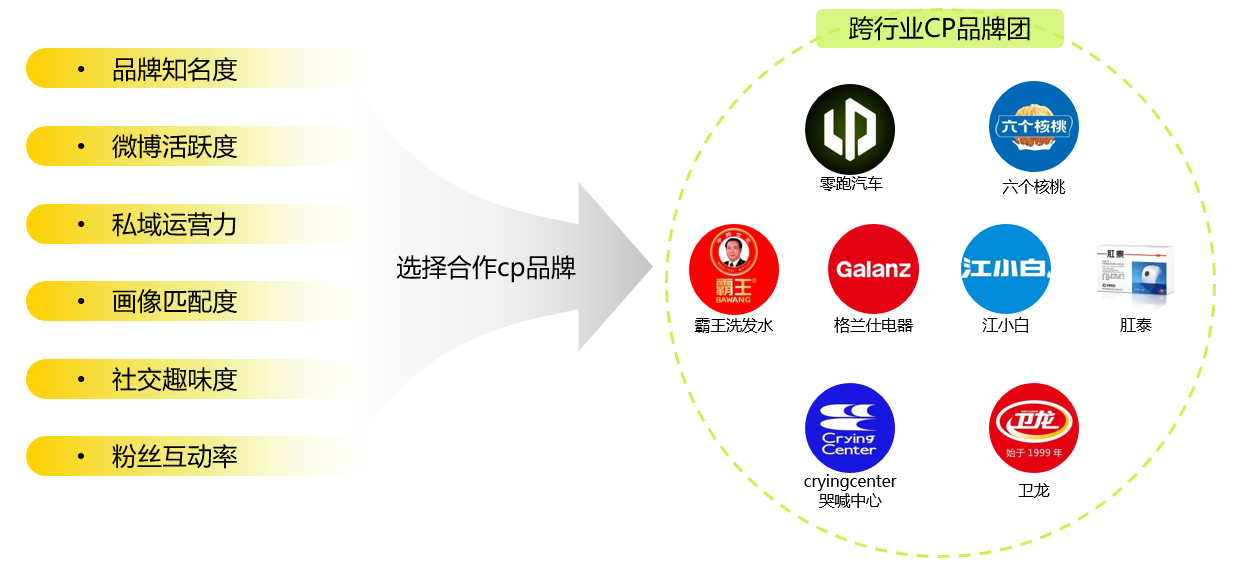 跨行业CP品牌团
• 品牌知名度
• 微博活跃度
• 私域运营力
• 画像匹配度
• 社交趣味度
• 粉丝互动率
选择合作cp品牌
零跑汽车
六个核桃
六个核桃
霸王®
BAWANG
霸王洗发水
Galanz
格兰仕电器
江小白
江小白
肛泰
肛泰
Crying
Center
cryingcenter
哭喊中心
卫龙
始于 1999 年
卫龙